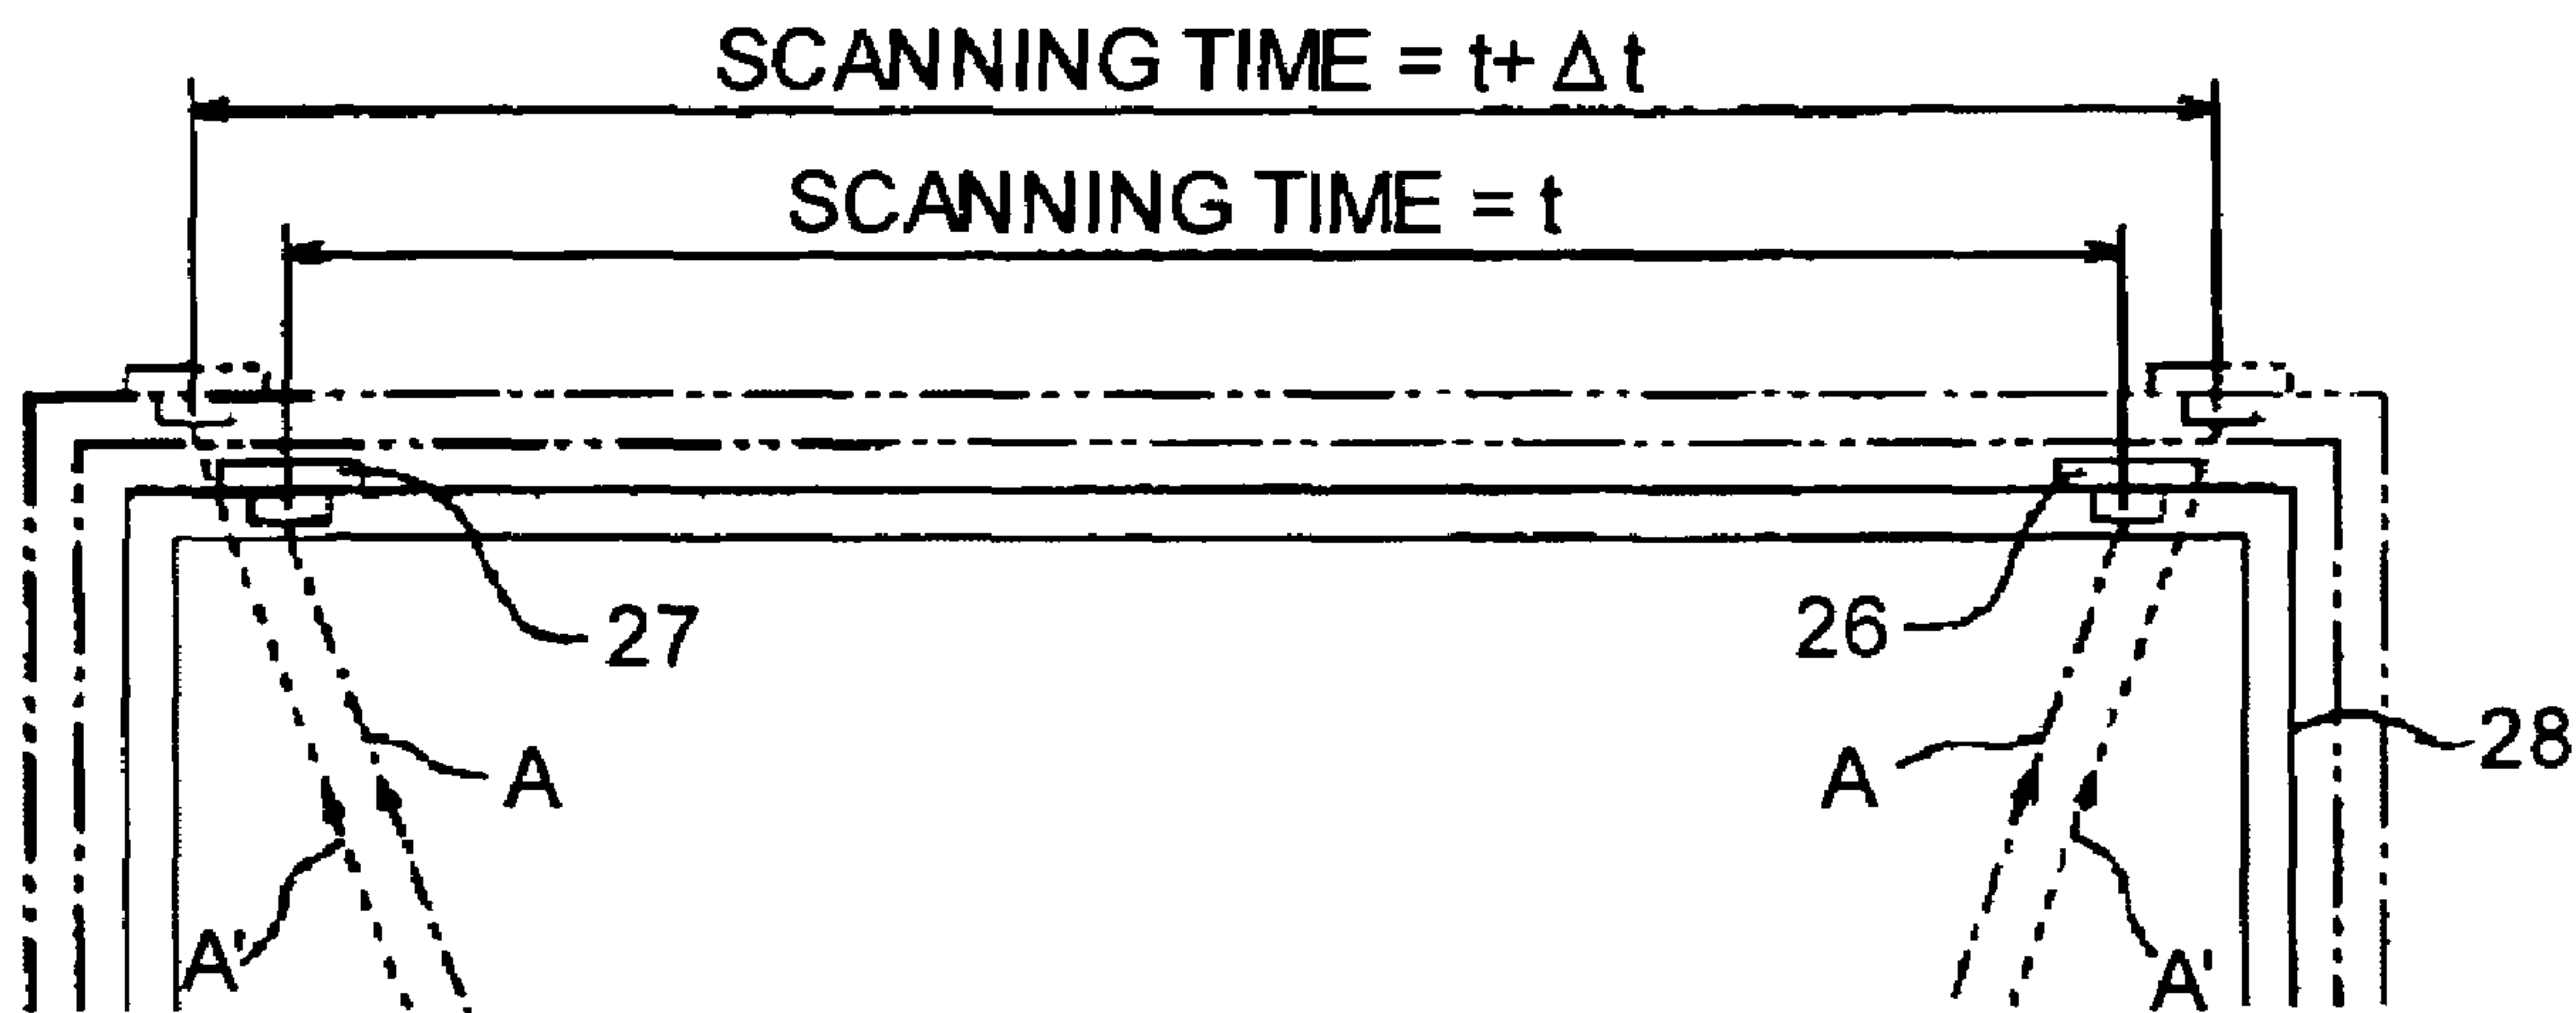 SCANNING TIME = t+ Δt
SCANNING TIME = t
27
26
28
A
A
A'
A'